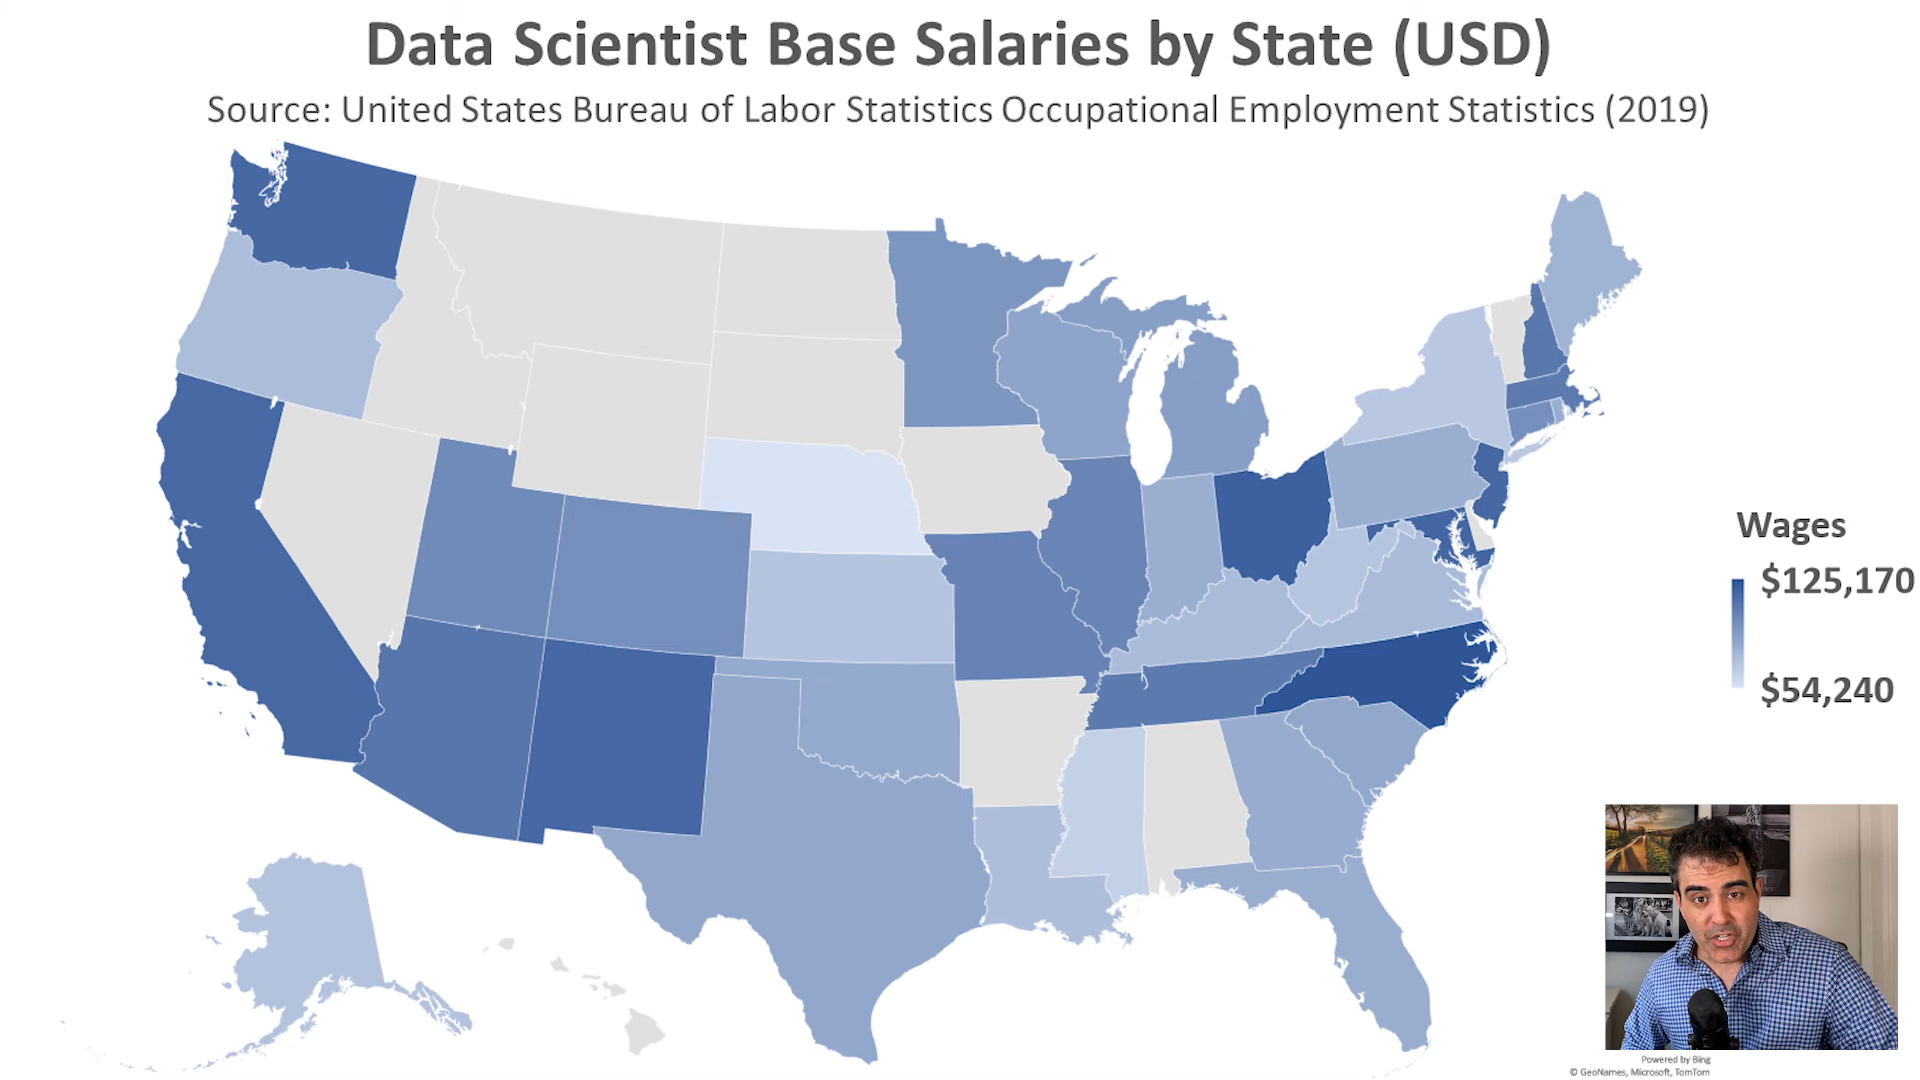 Data Scientist Base Salaries by State (USD)
Source: United States Bureau of Labor Statistics Occupational Employment Statistics (2019)
Wages
$125,170
$54,240
Powered by Bing
© GeoNames, Microsoft, TomTom